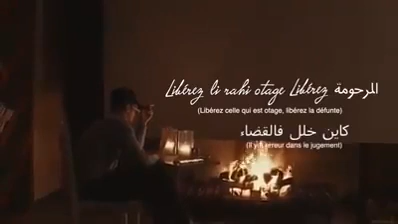 Libérez li rahi otage Libérez المرحومة
(Libérez celle qui est otage, libérez la défunte)
كاين خلل فالقضاء
(Il y a erreur dans le jugement)